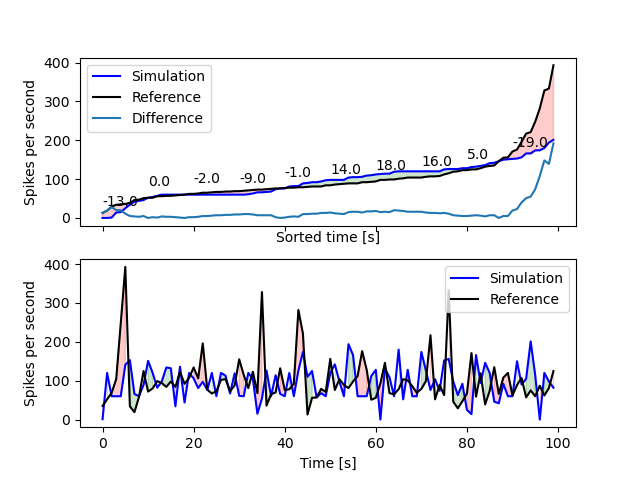 400
300
200
100
0
Spikes per second
Simulation
Reference
Difference
-13.0
0.0
-2.0
-9.0
-1.0
14.0
18.0
16.0
5.0
-19.0
Sorted time [s]
400
300
200
100
0
Spikes per second
Simulation
Reference
0 20 40 60 80 100
Time [s]